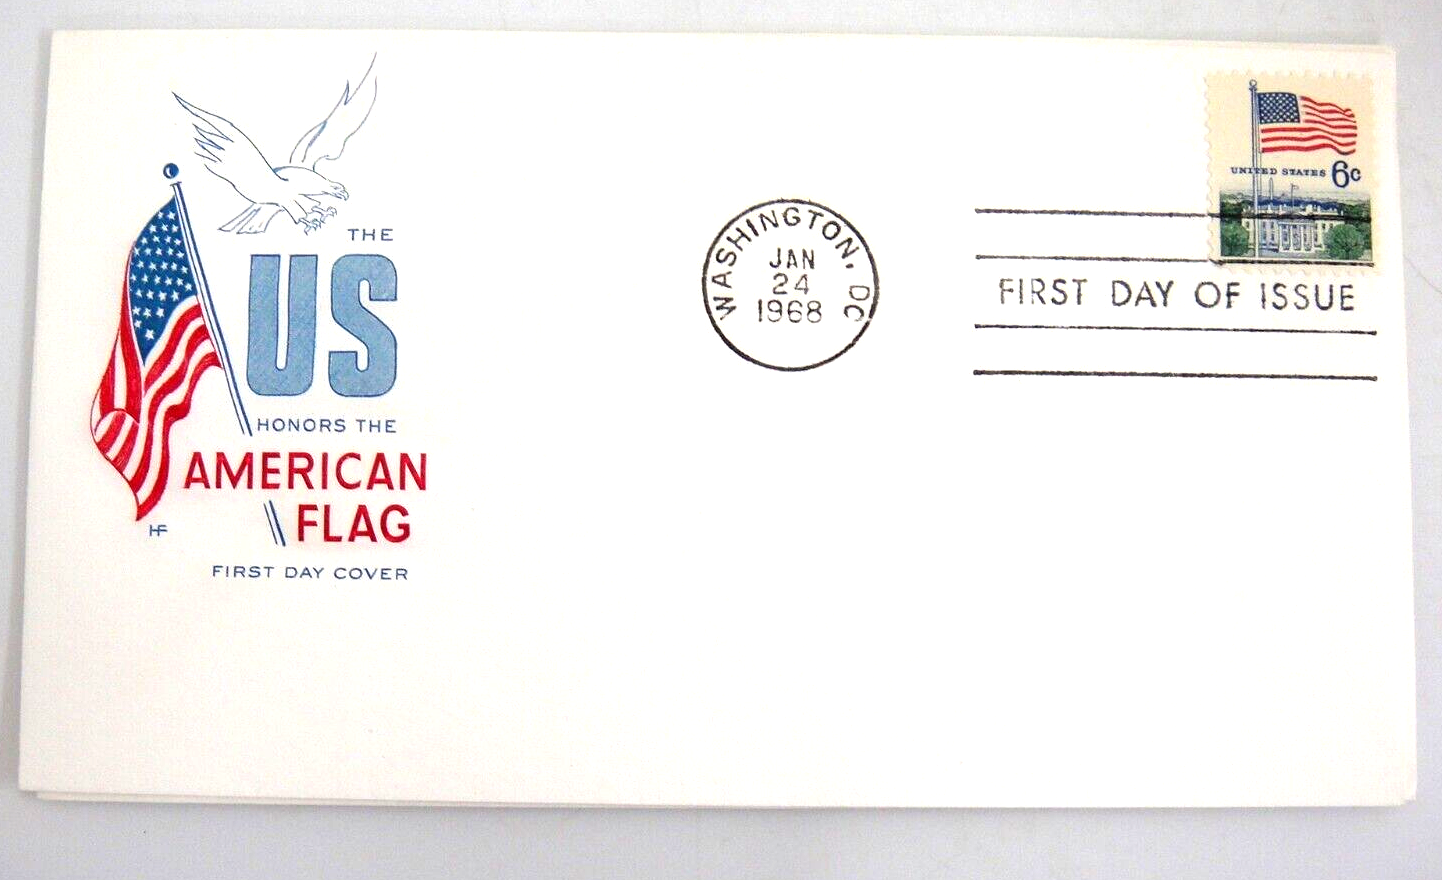 THE
US
HONORS THE
AMERICAN
FLAG
HF
FIRST DAY COVER
WASHINGTON, DC
JAN
24
1968
UNITED STATES 6c
FIRST DAY OF ISSUE